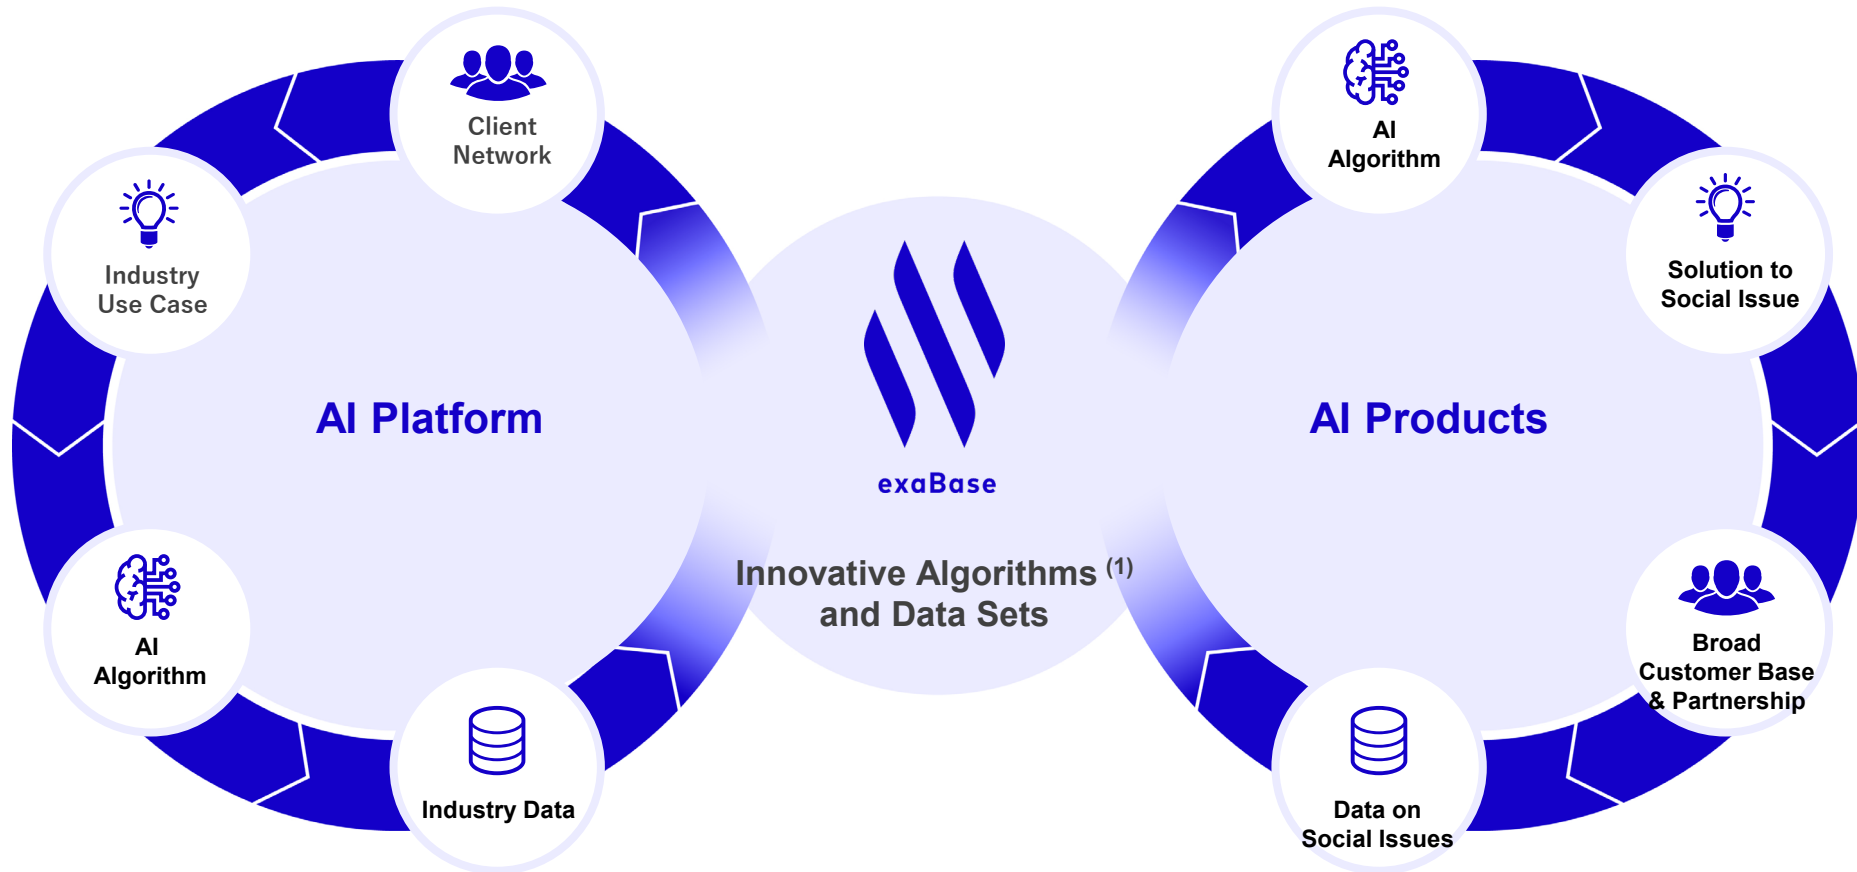 Client
Network
Industry
Use Case
AI Platform
AI
Algorithm
Industry Data
exaBase
Innovative Algorithms (1)
and Data Sets
AI
Algorithm
Solution to
Social Issue
AI Products
Broad
Customer Base
& Partnership
Data on
Social Issues